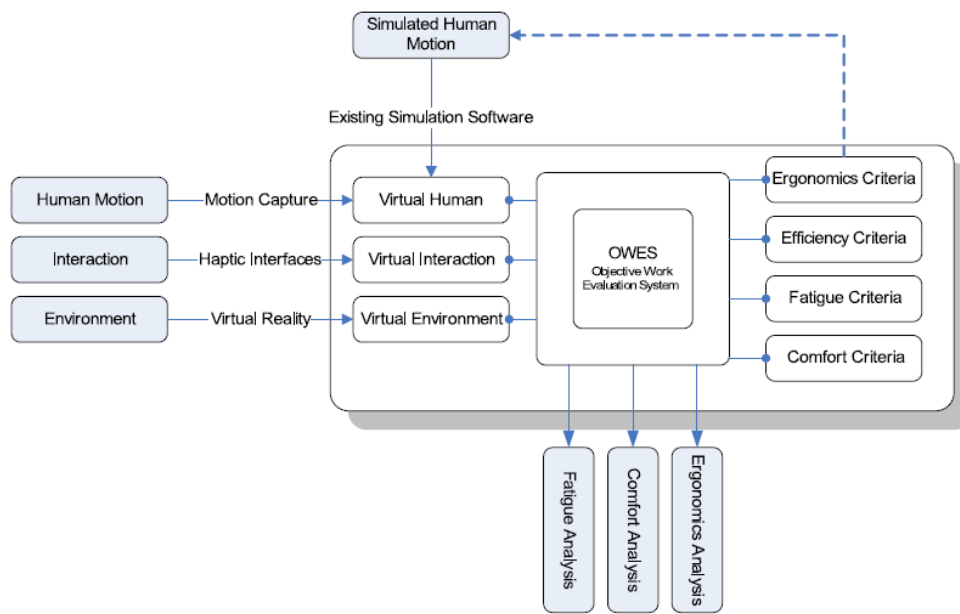 Simulated Human
Motion
Existing Simulation Software
Human Motion
Motion Capture
Virtual Human
Ergonomics Criteria
Interaction
Haptic Interfaces
Virtual Interaction
OWES
Objective Work
Evaluation System
Efficiency Criteria
Environment
Virtual Reality
Virtual Environment
Fatigue Criteria
Comfort Criteria
Fatigue Analysis
Comfort Analysis
Ergonomics Analysis